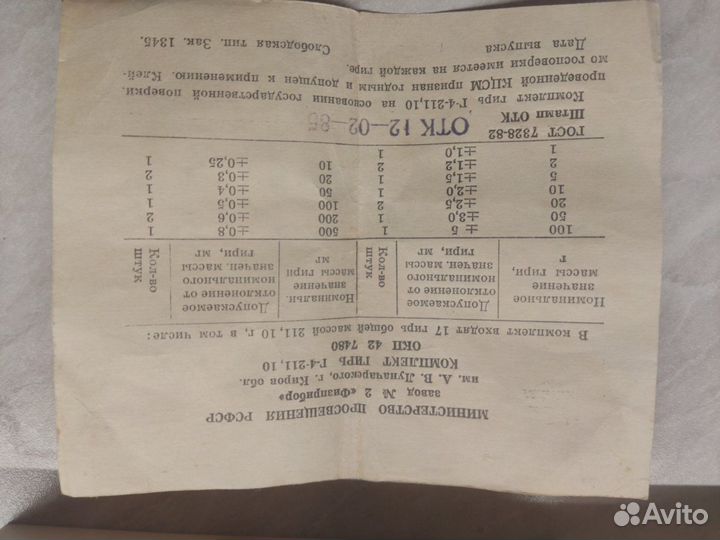 МИНИСТЕРСТВО ПРОСВЕЩЕНИЯ РСФСР
завод № 2 «Физприбор»
им. А. В. Луначарского, г. Киров обл.
КОМПЛЕКТ ГИРЬ Г-4-211,10
ОКП 42 7480
В комплект входят 17 гирь общей массой 211,10 г, в том числе:
Номинальное значение массы гири, г | Допускаемое отклонение от номинального значен. массы гири, мг | Кол-во штук | Номинальн. значение массы гири мг | Допускаемое отклонение от номинального значен. массы гири, мг | Кол-во штук
100 | ± 5 | 1 | 500 | ±0,8 | 1
50 | ±3,0 | 1 | 200 | ±0,6 | 2
20 | ±2,5 | 2 | 100 | ±0,5 | 1
10 | ±2,0 | 1 | 50 | ±0,4 | 1
5 | ±1,5 | 1 | 20 | ±0,3 | 2
2 | ±1,2 | 2 | 10 | ±0,25 | 1
1 | ±1,0 | 1
ГОСТ 7328-82
Штамп ОТК ОТК 12—02—85
Комплект гирь Г-4-211,10 на основании государственной поверки,
проведенной КЦСМ признан годным и допущен к применению. Клей-
мо госповерки имеется на каждой гире.
Дата выпуска
Слободская тип. Зак. 1345.
Avito